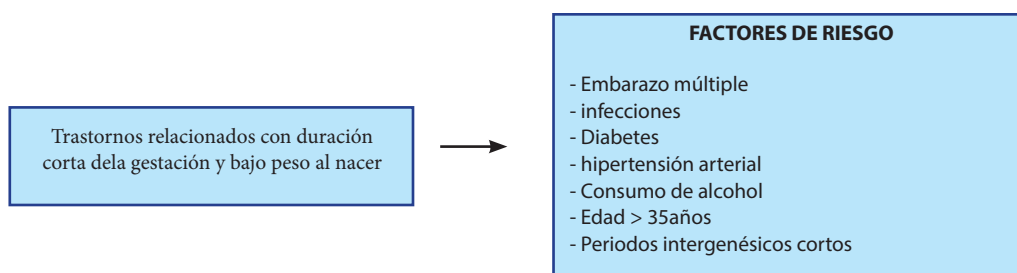 Trastornos relacionados con duración
corta dela gestación y bajo peso al nacer
FACTORES DE RIESGO
- Embarazo múltiple
- infecciones
- Diabetes
- hipertensión arterial
- Consumo de alcohol
- Edad > 35años
- Periodos intergenésicos cortos